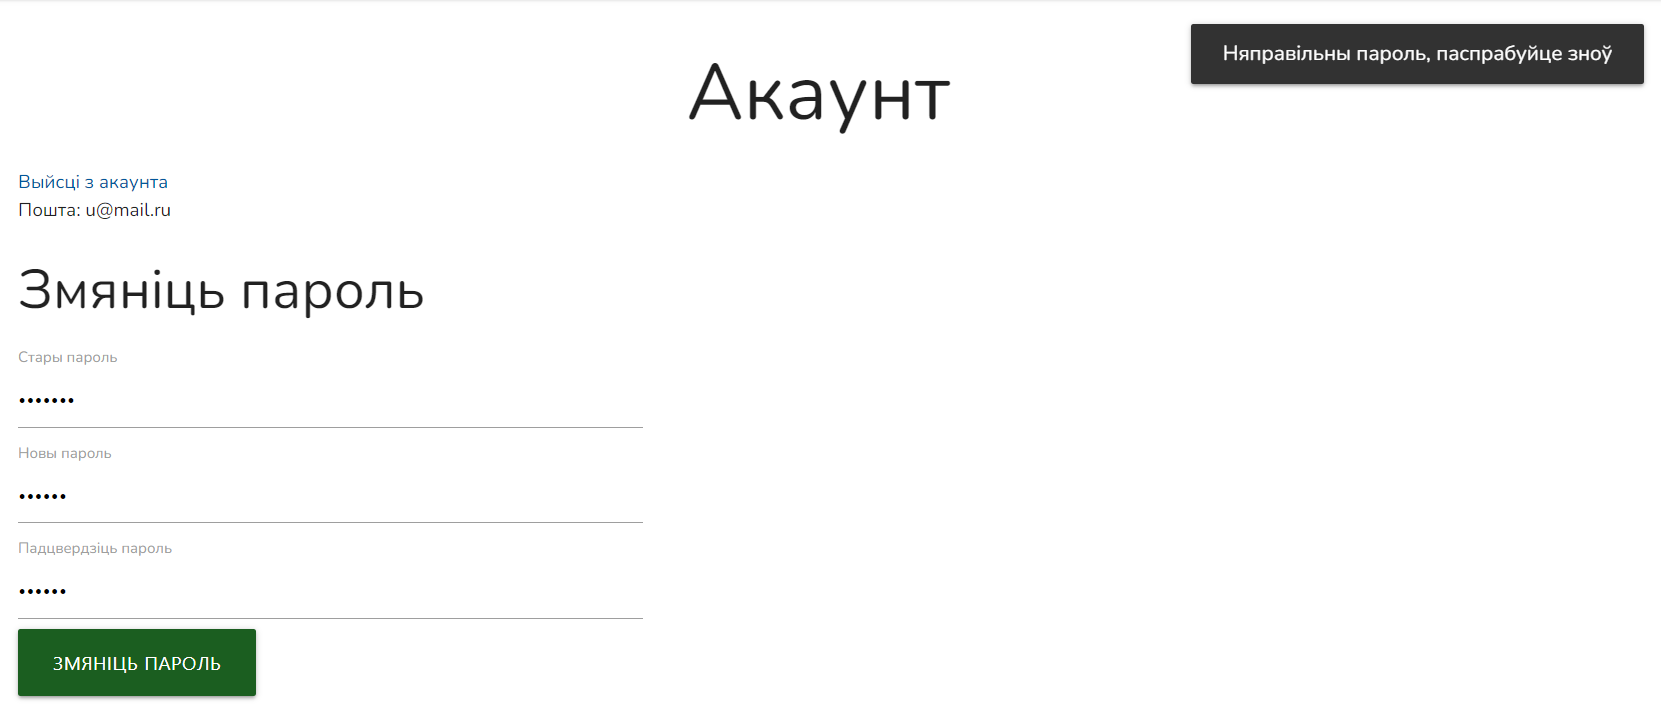 Няправільны пароль, паспрабуйце зноў
Акаунт
Выйсці з акаунта
Пошта: u@mail.ru
Змяніць пароль
Стары пароль
•••••••
Новы пароль
••••••
Падцвердзіць пароль
••••••
ЗМЯНІЦЬ ПАРОЛЬ